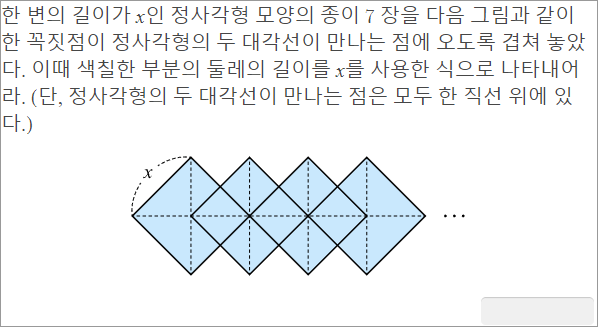 한 변의 길이가 x인 정사각형 모양의 종이 7 장을 다음 그림과 같이
한 꼭짓점이 정사각형의 두 대각선이 만나는 점에 오도록 겹쳐 놓았
다. 이때 색칠한 부분의 둘레의 길이를 x를 사용한 식으로 나타내어
라. (단, 정사각형의 두 대각선이 만나는 점은 모두 한 직선 위에 있
다.)
x
⋯